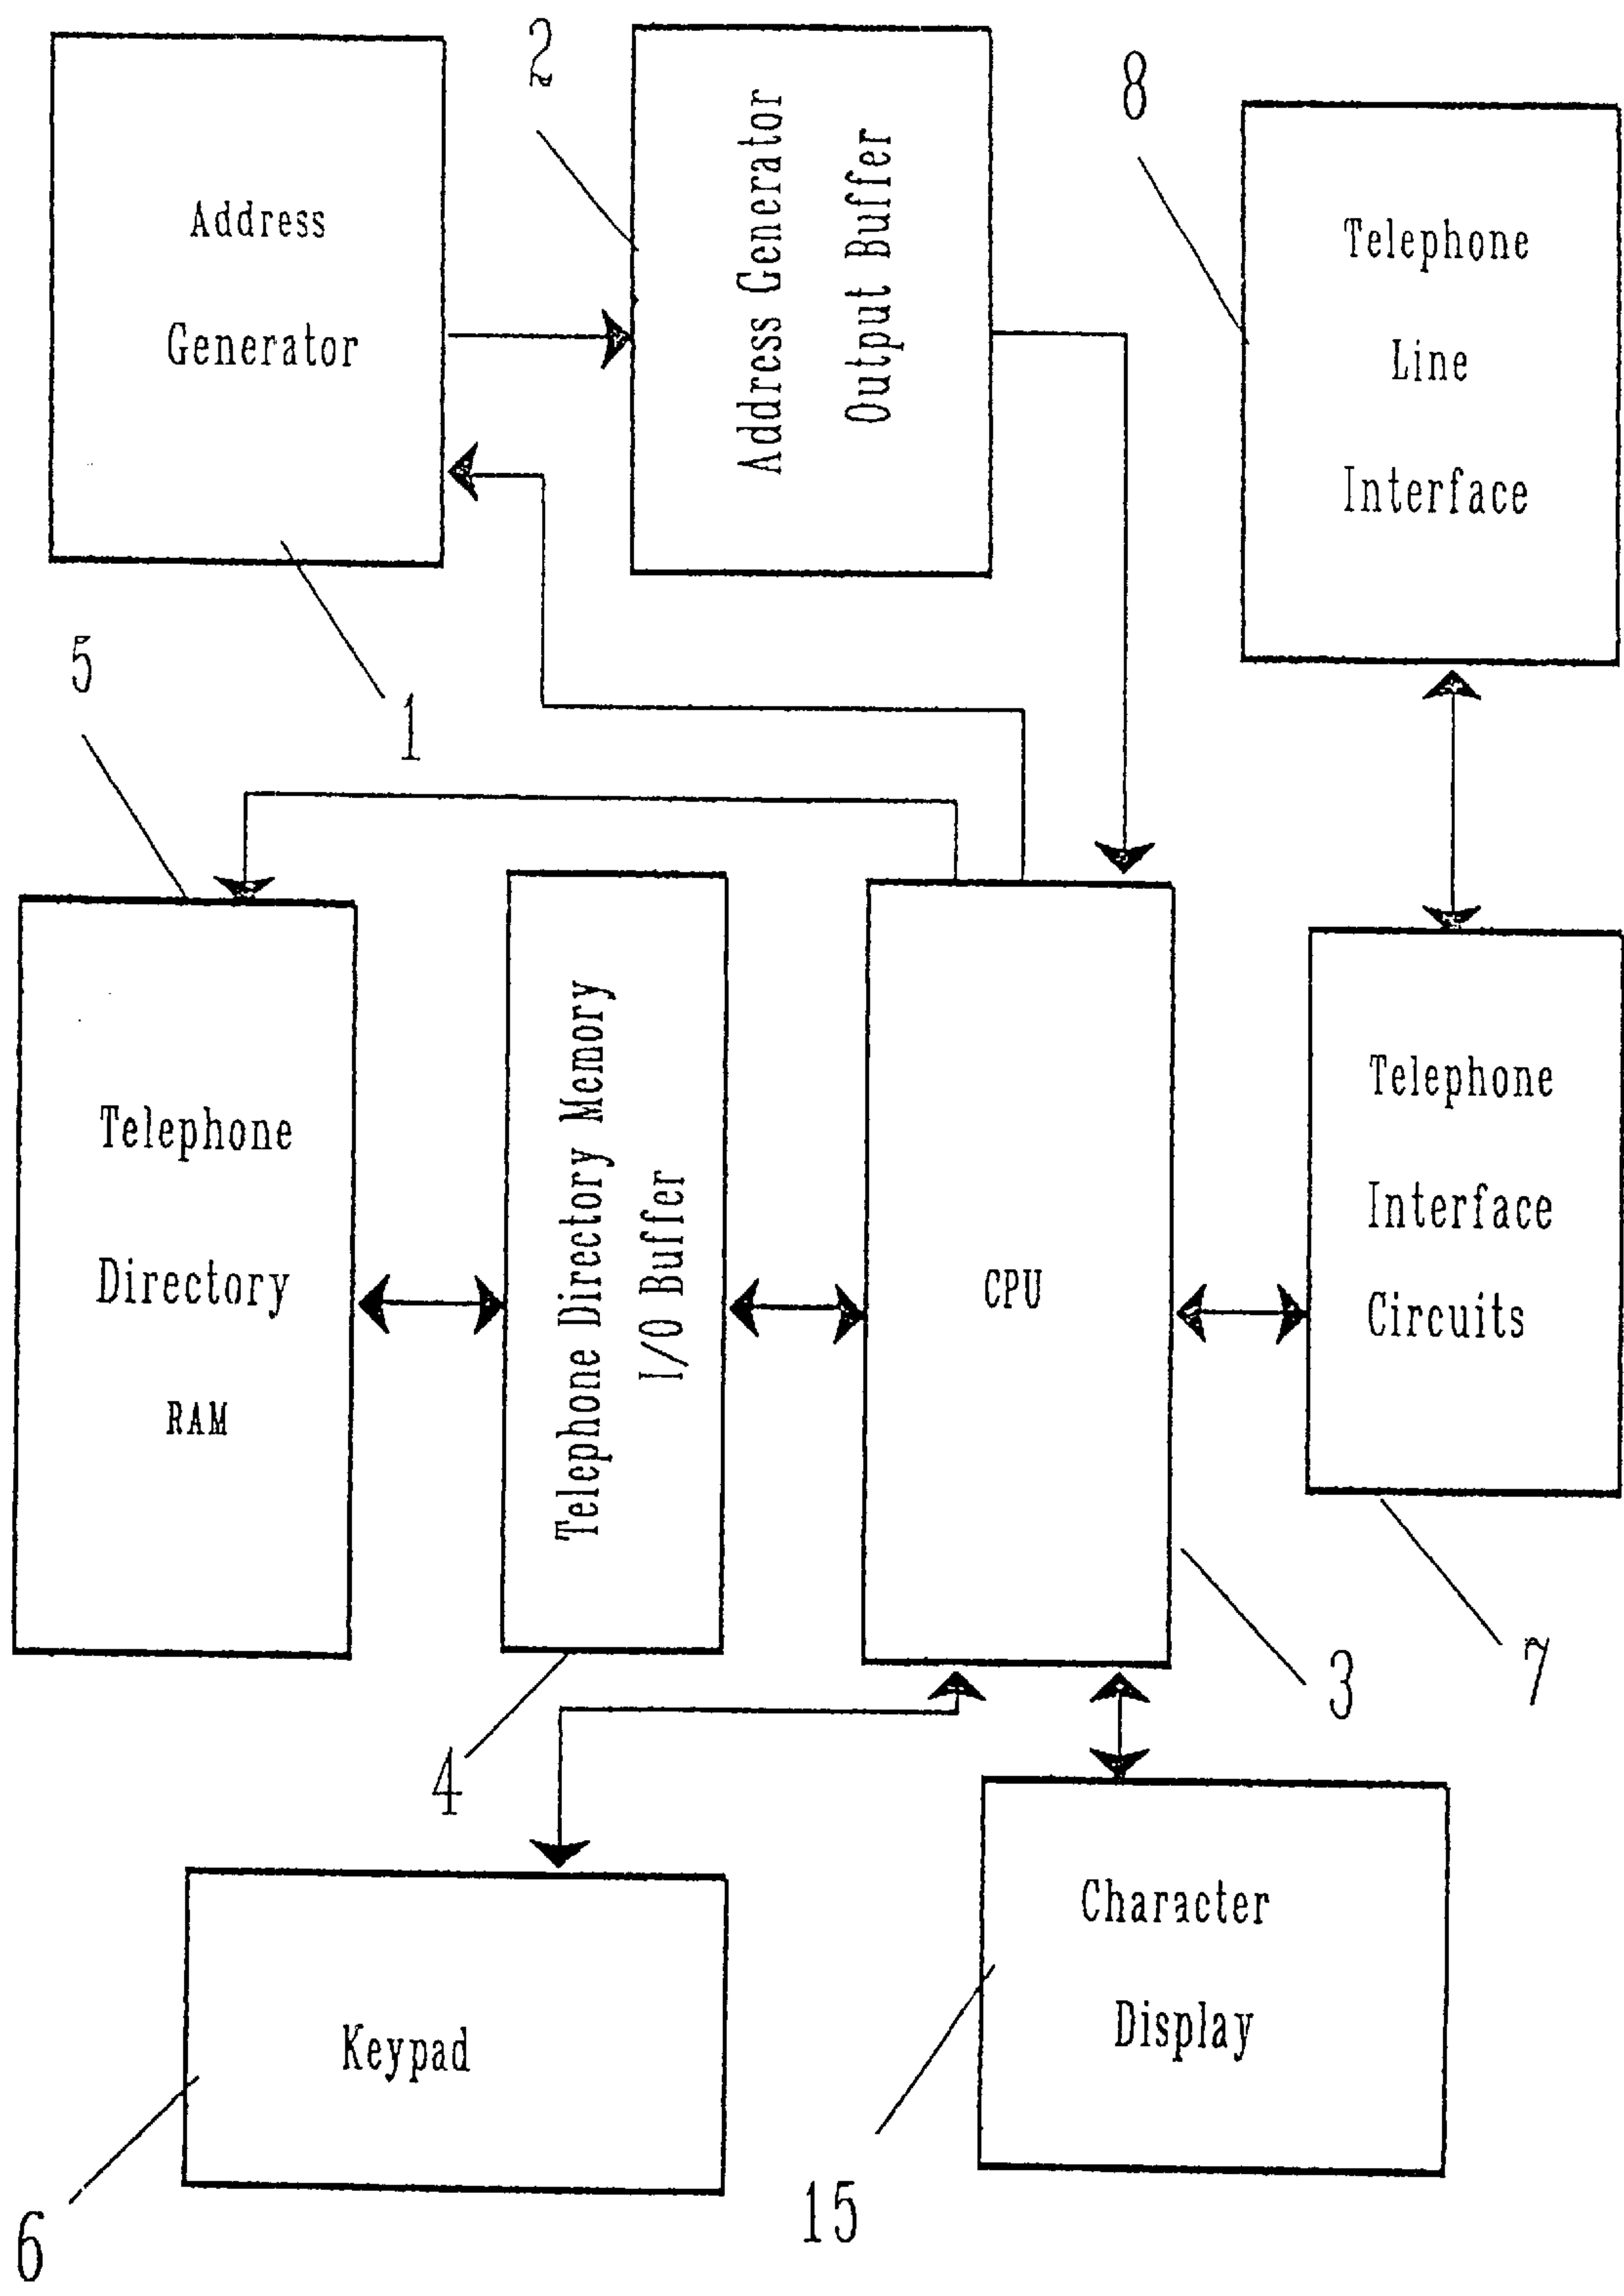 2
8
Address
Generator
Address Generator
Output Buffer
Telephone
Line
Interface
5
1
Telephone
Directory
RAM
Telephone Directory Memory
I/O Buffer
CPU
Telephone
Interface
Circuits
4
3
7
Keypad
Character
Display
6
15